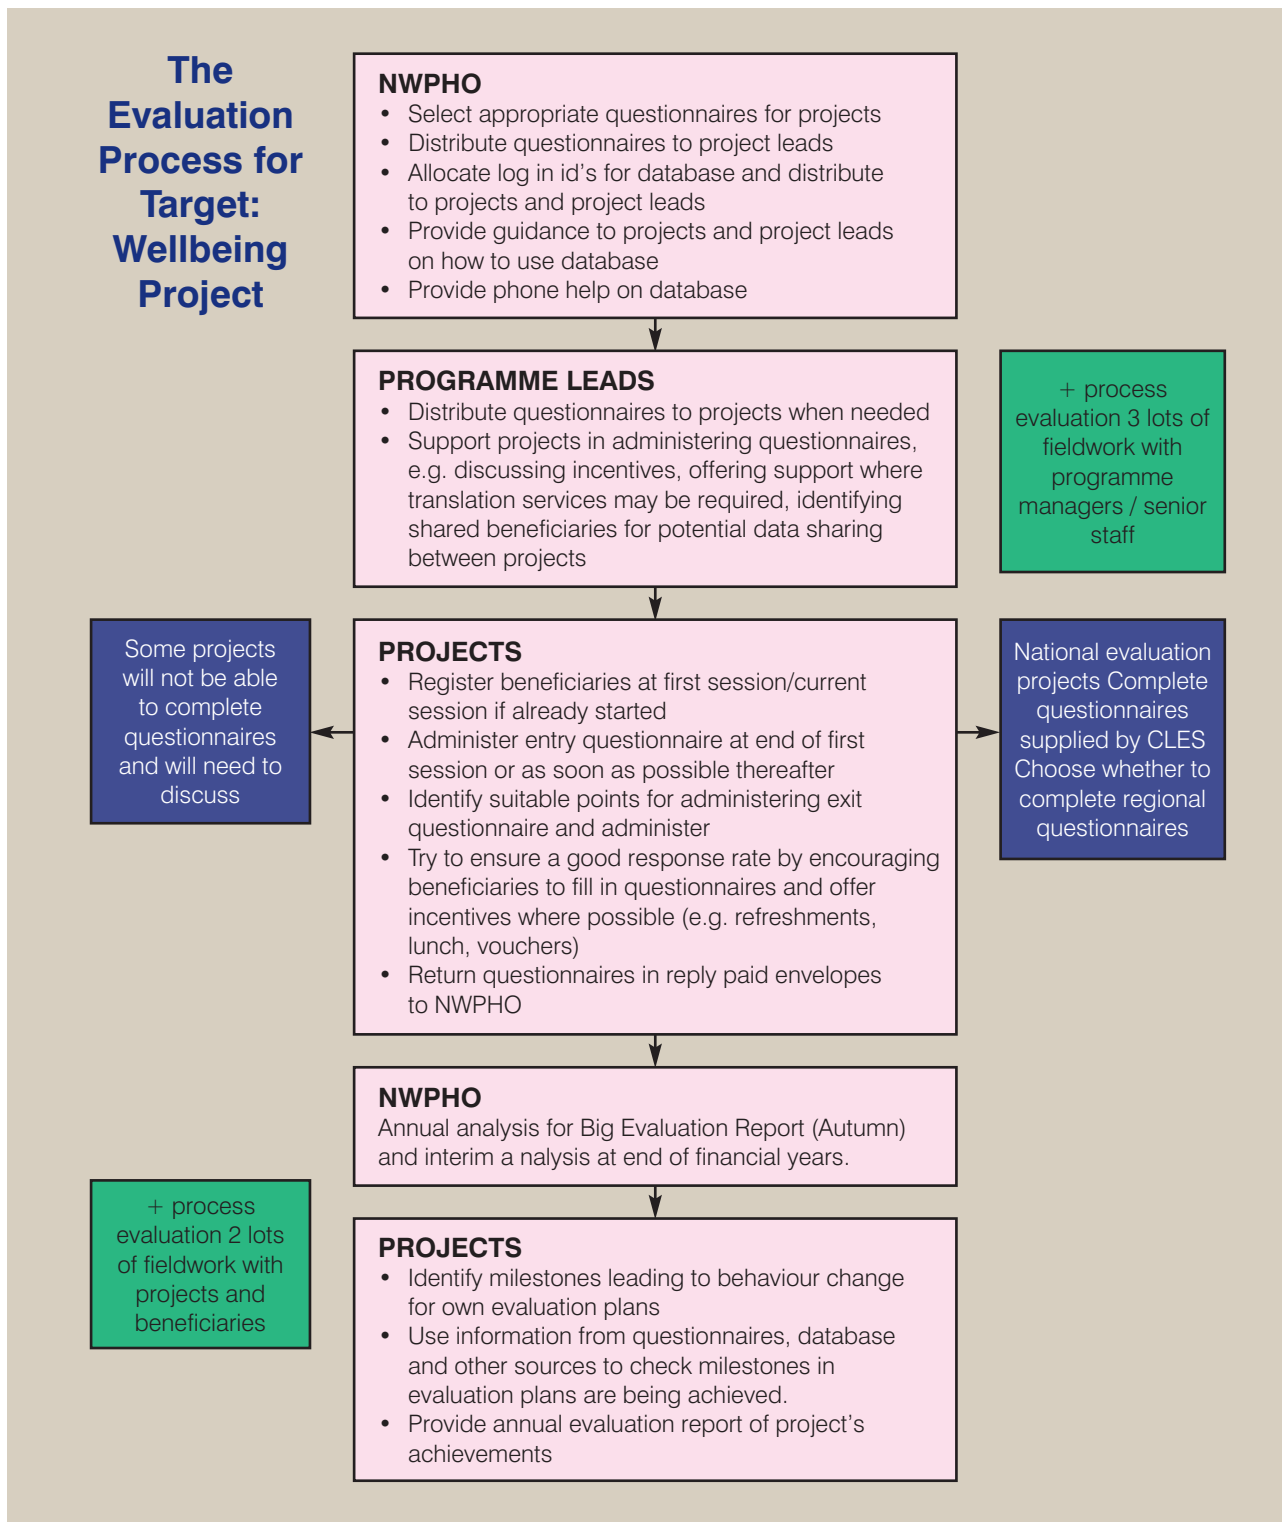 The
Evaluation
Process for
Target:
Wellbeing
Project
NWPHO
• Select appropriate questionnaires for projects
• Distribute questionnaires to project leads
• Allocate log in id's for database and distribute
to projects and project leads
• Provide guidance to projects and project leads
on how to use database
• Provide phone help on database
PROGRAMME LEADS
• Distribute questionnaires to projects when needed
• Support projects in administering questionnaires,
e.g. discussing incentives, offering support where
translation services may be required, identifying
shared beneficiaries for potential data sharing
between projects
+ process
evaluation 3 lots of
fieldwork with
programme
managers / senior
staff
Some projects
will not be able
to complete
questionnaires
and will need to
discuss
PROJECTS
• Register beneficiaries at first session/current
session if already started
• Administer entry questionnaire at end of first
session or as soon as possible thereafter
• Identify suitable points for administering exit
questionnaire and administer
• Try to ensure a good response rate by encouraging
beneficiaries to fill in questionnaires and offer
incentives where possible (e.g. refreshments,
lunch, vouchers)
• Return questionnaires in reply paid envelopes
to NWPHO
National evaluation
projects Complete
questionnaires
supplied by CLES
Choose whether to
complete regional
questionnaires
NWPHO
Annual analysis for Big Evaluation Report (Autumn)
and interim a nalysis at end of financial years.
+ process
evaluation 2 lots
of fieldwork with
projects and
beneficiaries
PROJECTS
• Identify milestones leading to behaviour change
for own evaluation plans
• Use information from questionnaires, database
and other sources to check milestones in
evaluation plans are being achieved.
• Provide annual evaluation report of project's
achievements